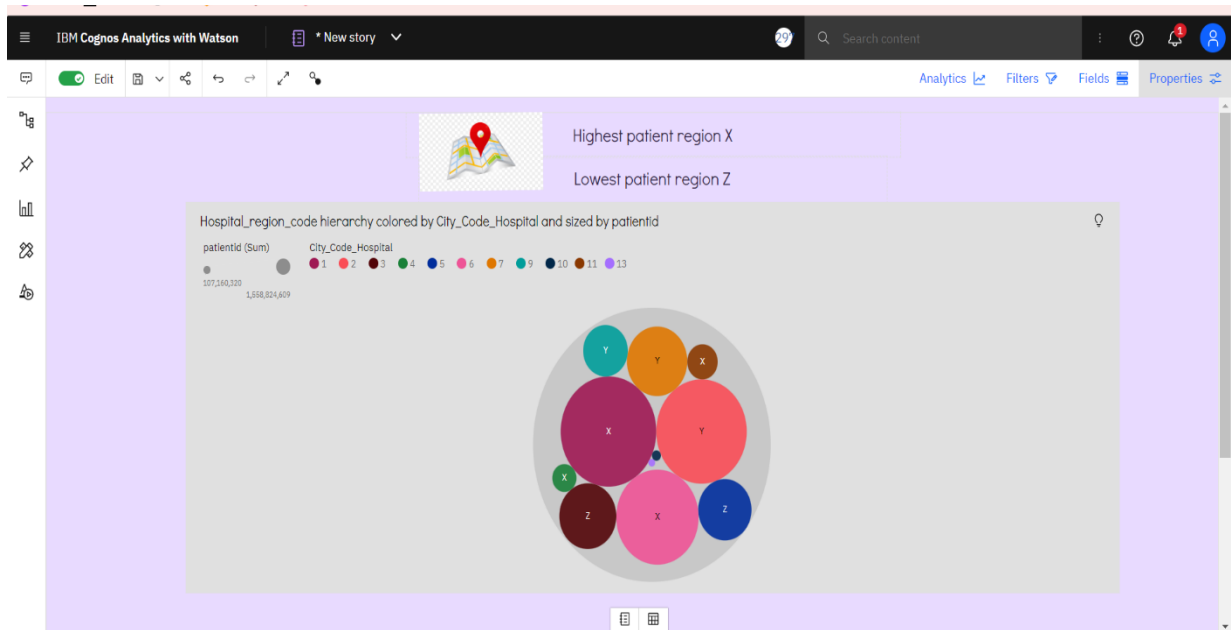 IBM Cognos Analytics with Watson
* New story
29°
Search content
1
Edit
Analytics
Filters
Fields
Properties
Highest patient region X
Lowest patient region Z
Hospital_region_code hierarchy colored by City_Code_Hospital and sized by patientid
patientid (Sum)
107,160,320
1,558,824,609
City_Code_Hospital
1 2 3 4 5 6 7 9 10 11 13
Y
Y
X
X
Y
X
Z
X
Z